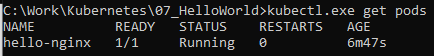 C:\Work\Kubernetes\07_HelloWorld>kubectl.exe get pods
NAME READY STATUS RESTARTS AGE
hello-nginx 1/1 Running 0 6m47s